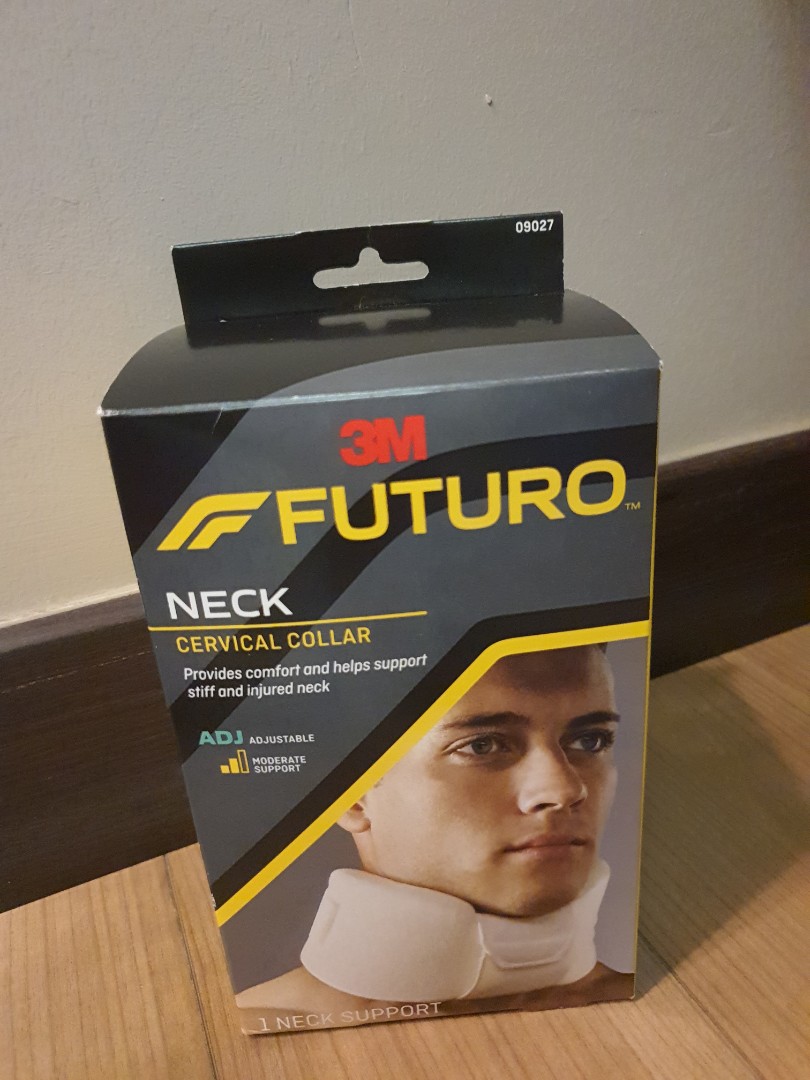 09027
3M
FUTURO™
NECK
CERVICAL COLLAR
Provides comfort and helps support
stiff and injured neck
ADJ ADJUSTABLE
MODERATE
SUPPORT
1 NECK SUPPORT